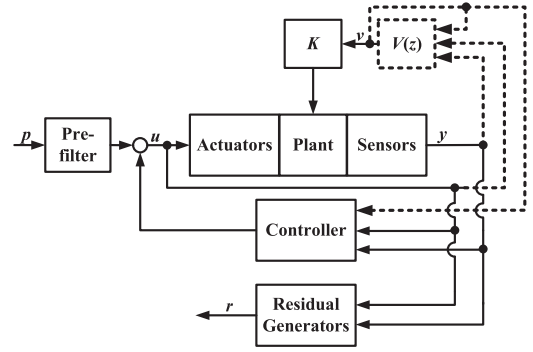 K
v
V(z)
p
Pre-
filter
u
Actuators
Plant
Sensors
y
Controller
r
Residual
Generators